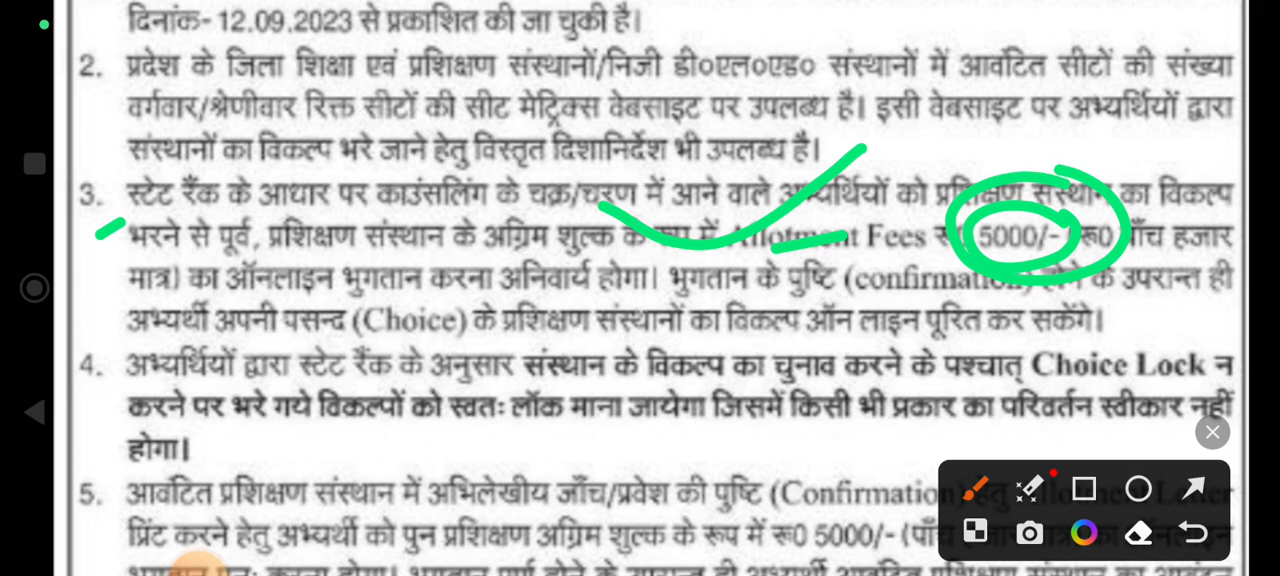 दिनांक- 12.09.2023 से प्रकाशित की जा चुकी है।
2. प्रदेश के जिला शिक्षा एवं प्रशिक्षण संस्थानों/निजी डी०एल०एड० संस्थानों में आवंटित सीटों की संख्या
वर्गवार/श्रेणीवार रिक्त सीटों की सीट मेट्रिक्स वेबसाइट पर उपलब्ध है। इसी वेबसाइट पर अभ्यर्थियों द्वारा
संस्थानों का विकल्प भरे जाने हेतु विस्तृत दिशानिर्देश भी उपलब्ध है।
3. स्टेट रैंक के आधार पर काउंसलिंग के चक्र/चरण में आने वाले अभ्यर्थियों को प्रशिक्षण संस्थान का विकल्प
भरने से पूर्व, प्रशिक्षण संस्थान के अग्रिम शुल्क के रूप में Allotment Fees रू0 5000/- रू0 पाँच हजार
मात्र) का ऑनलाइन भुगतान करना अनिवार्य होगा। भुगतान के पुष्टि (confirmation) होने के उपरान्त ही
अभ्यर्थी अपनी पसन्द (Choice) के प्रशिक्षण संस्थानों का विकल्प ऑन लाइन पूरित कर सकेंगे।
4. अभ्यर्थियों द्वारा स्टेट रैंक के अनुसार संस्थान के विकल्प का चुनाव करने के पश्चात् Choice Lock न
करने पर भरे गये विकल्पों को स्वतः लॉक माना जायेगा जिसमें किसी भी प्रकार का परिवर्तन स्वीकार नहीं
होगा।
5. आवंटित प्रशिक्षण संस्थान में अभिलेखीय जाँच/प्रवेश की पुष्टि (Confirmation) हेतु Allotment Letter
प्रिंट करने हेतु अभ्यर्थी को पुन प्रशिक्षण अग्रिम शुल्क के रूप में रू0 5000/- (पाँच